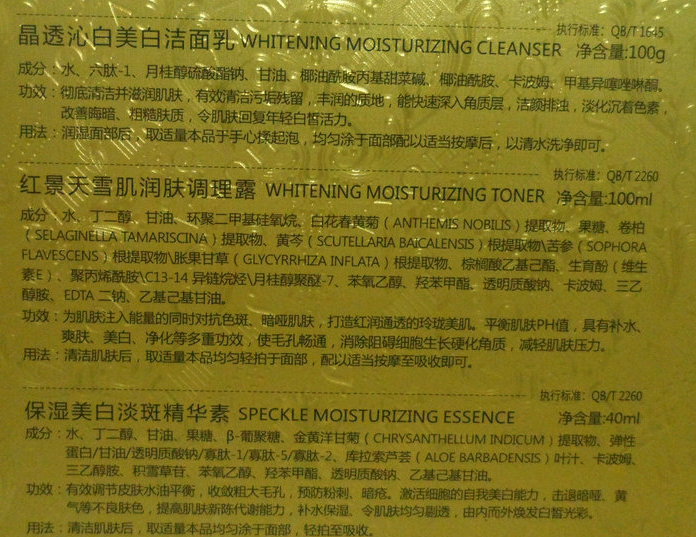 执行标准：QB/T 1645
晶透沁白美白洁面乳 WHITENING MOISTURIZING CLEANSER 净含量:100g
成分：水、六肽-1、月桂醇硫酸酯钠、甘油、椰油酰胺丙基甜菜碱、椰油酰胺、卡波姆、甲基异噻唑啉酮。
功效：彻底清洁并滋润肌肤，有效清洁污垢残留，丰润的质地，能快速深入角质层，洁颜排浊，淡化沉着色素，
改善晦暗、粗糙肤质，令肌肤回复年轻白皙活力。
用法：润湿面部后，取适量本品于手心揉起泡，均匀涂于面部配以适当按摩后，以清水洗净即可。
执行标准：QB/T 2260
红景天雪肌润肤调理露 WHITENING MOISTURIZING TONER 净含量:100ml
成分：水、丁二醇、甘油、环聚二甲基硅氧烷、白花春黄菊（ANTHEMIS NOBILIS）提取物、果糖、卷柏
（SELAGINELLA TAMARISCINA）提取物、黄芩（SCUTELLARIA BAICALENSIS）根提取物\苦参（SOPHORA
FLAVESCENS）根提取物\胀果甘草（GLYCYRRHIZA INFLATA）根提取物、棕榈酸乙基己酯、生育酚（维生
素E）、聚丙烯酰胺\C13-14 异链烷烃\月桂醇聚醚-7、苯氧乙醇、羟苯甲酯、透明质酸钠、卡波姆、三乙
醇胺、EDTA 二钠、乙基己基甘油。
功效：为肌肤注入能量的同时对抗色斑、暗哑肌肤，打造红润通透的玲珑美肌。平衡肌肤PH值，具有补水、
爽肤、美白、净化等多重功效，使毛孔畅通，消除阻碍细胞生长硬化角质，减轻肌肤压力。
用法：清洁肌肤后，取适量本品均匀轻拍于面部，配以适当按摩至吸收即可。
执行标准：QB/T 2260
保湿美白淡斑精华素 SPECKLE MOISTURIZING ESSENCE 净含量:40ml
成分：水、丁二醇、甘油、果糖、β-葡聚糖、金黄洋甘菊（CHRYSANTHELLUM INDICUM）提取物、弹性
蛋白/甘油/透明质酸钠/寡肽-1/寡肽-5/寡肽-2、库拉索芦荟（ALOE BARBADENSIS）叶汁、卡波姆、
三乙醇胺、积雪草苷、苯氧乙醇、羟苯甲酯、透明质酸钠、乙基己基甘油。
功效：有效调节皮肤水油平衡，收敛粗大毛孔，预防粉刺、暗疮。激活细胞的自我美白能力，击退暗哑、黄
气等不良肤色，提高肌肤新陈代谢能力，补水保湿、令肌肤均匀剔透，由内而外焕发白皙光彩。
用法：清洁肌肤后，取适量本品均匀涂于面部，轻拍至吸收。